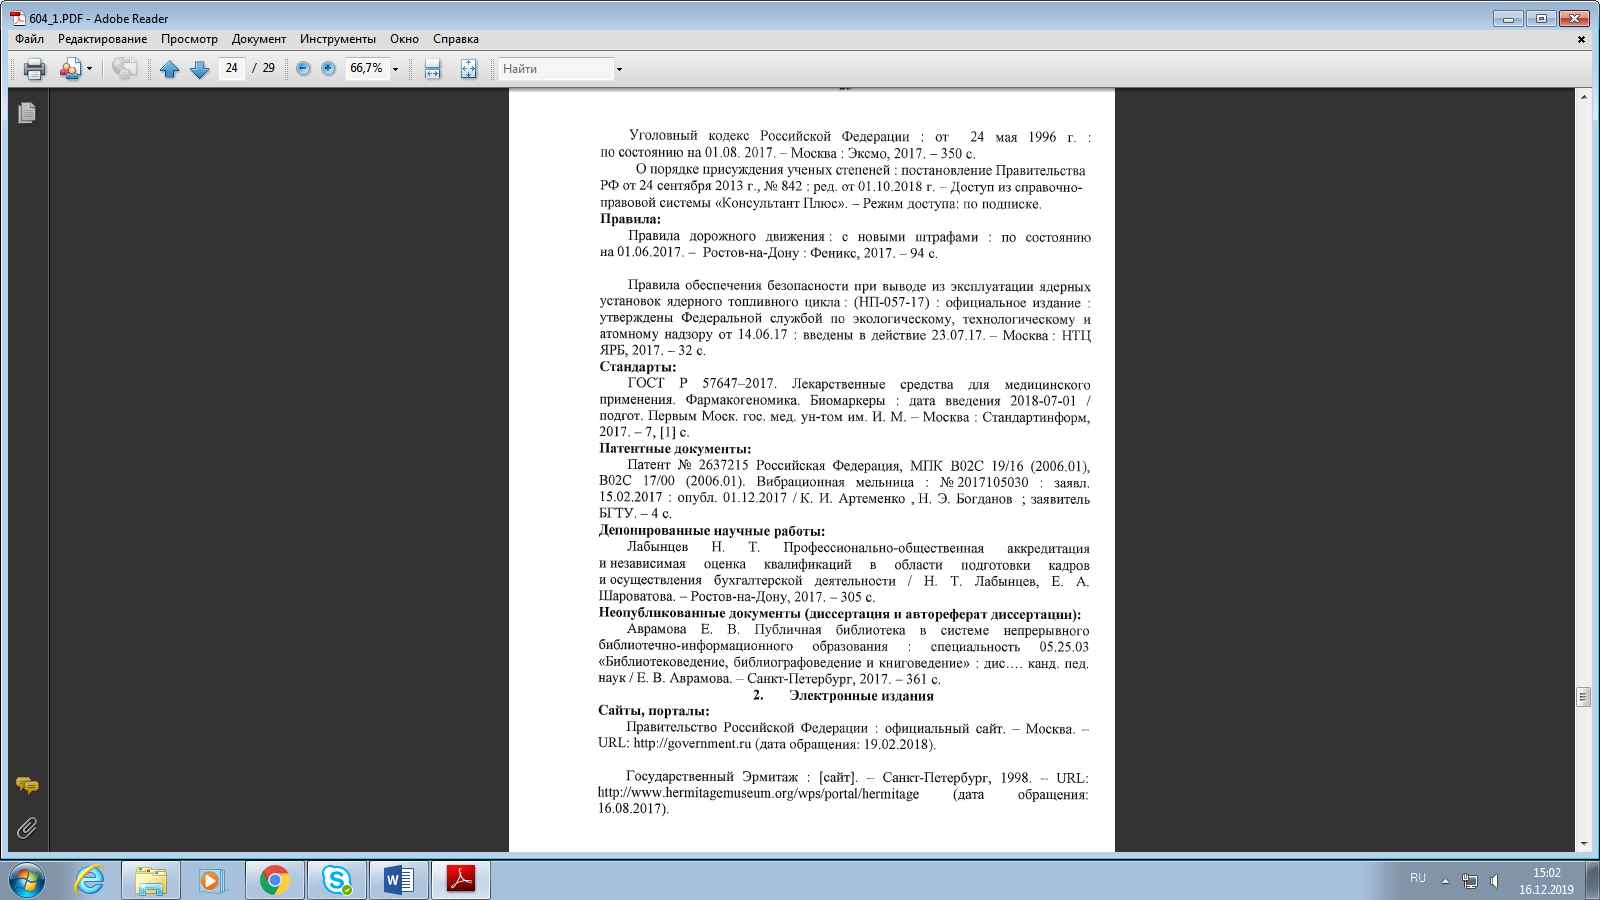 604_1.PDF - Adobe Reader
Файл Редактирование Просмотр Документ Инструменты Окно Справка
24 / 29 66,7% Найти
Уголовный кодекс Российской Федерации : от 24 мая 1996 г. :
по состоянию на 01.08. 2017. – Москва : Эксмо, 2017. – 350 с.
О порядке присуждения ученых степеней : постановление Правительства
РФ от 24 сентября 2013 г., № 842 : ред. от 01.10.2018 г. – Доступ из справочно-
правовой системы «Консультант Плюс». – Режим доступа: по подписке.
Правила:
Правила дорожного движения : с новыми штрафами : по состоянию
на 01.06.2017. – Ростов-на-Дону : Феникс, 2017. – 94 с.
Правила обеспечения безопасности при выводе из эксплуатации ядерных
установок ядерного топливного цикла : (НП-057-17) : официальное издание :
утверждены Федеральной службой по экологическому, технологическому и
атомному надзору от 14.06.17 : введены в действие 23.07.17. – Москва : НТЦ
ЯРБ, 2017. – 32 с.
Стандарты:
ГОСТ Р 57647–2017. Лекарственные средства для медицинского
применения. Фармакогеномика. Биомаркеры : дата введения 2018-07-01 /
подгот. Первым Моск. гос. мед. ун-том им. И. М. – Москва : Стандартинформ,
2017. – 7, [1] с.
Патентные документы:
Патент № 2637215 Российская Федерация, МПК B02C 19/16 (2006.01),
B02C 17/00 (2006.01). Вибрационная мельница : № 2017105030 : заявл.
15.02.2017 : опубл. 01.12.2017 / К. И. Артеменко , Н. Э. Богданов ; заявитель
БГТУ. – 4 с.
Депонированные научные работы:
Лабынцев Н. Т. Профессионально-общественная аккредитация
и независимая оценка квалификаций в области подготовки кадров
и осуществления бухгалтерской деятельности / Н. Т. Лабынцев, Е. А.
Шароватова. – Ростов-на-Дону, 2017. – 305 с.
Неопубликованные документы (диссертация и автореферат диссертации):
Аврамова Е. В. Публичная библиотека в системе непрерывного
библиотечно-информационного образования : специальность 05.25.03
«Библиотековедение, библиографоведение и книговедение» : дис…. канд. пед.
наук / Е. В. Аврамова. – Санкт-Петербург, 2017. – 361 с.
2. Электронные издания
Сайты, порталы:
Правительство Российской Федерации : официальный сайт. – Москва. –
URL: http://government.ru (дата обращения: 19.02.2018).
Государственный Эрмитаж : [сайт]. – Санкт-Петербург, 1998. – URL:
http://www.hermitagemuseum.org/wps/portal/hermitage (дата обращения:
16.08.2017).
RU 15:02
16.12.2019